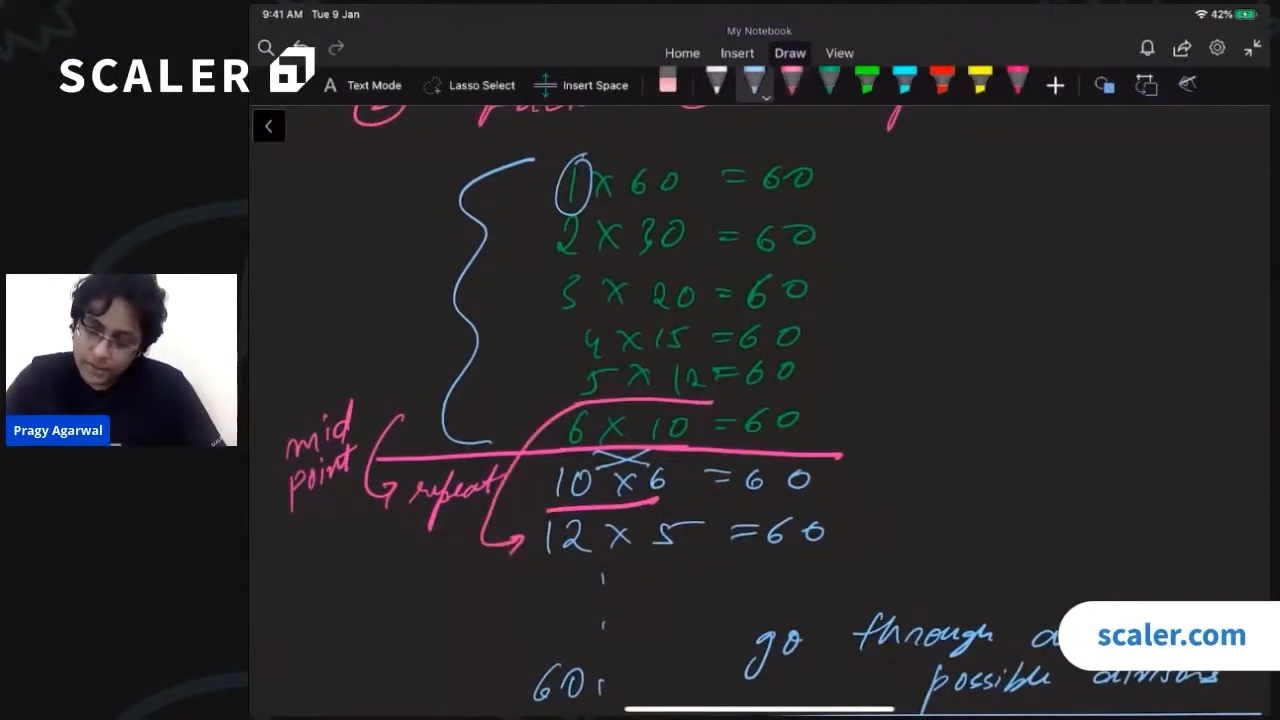 9:41 AM Tue 9 Jan
42%
My Notebook
SCALER
Home Insert Draw View
Text Mode Lasso Select Insert Space
1 x 60 = 60
2 x 30 = 60
3 x 20 = 60
4 x 15 = 60
5 x 12 = 60
6 x 10 = 60
Pragy Agarwal
mid
point
repeat
10 x 6 = 60
12 x 5 = 60
go through
possible divisors
60
scaler.com